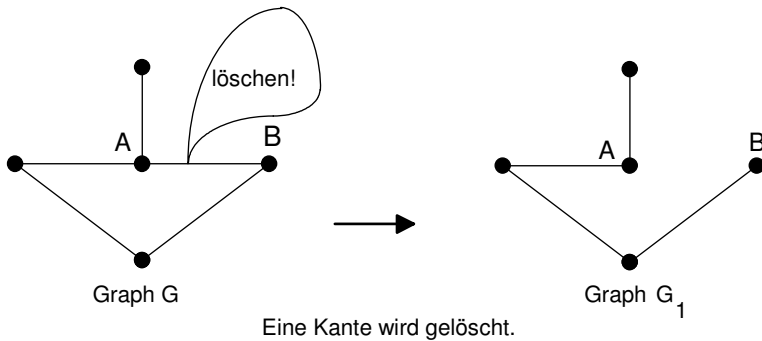 löschen!
A
B
A
B
Graph G
Graph G₁
Eine Kante wird gelöscht.